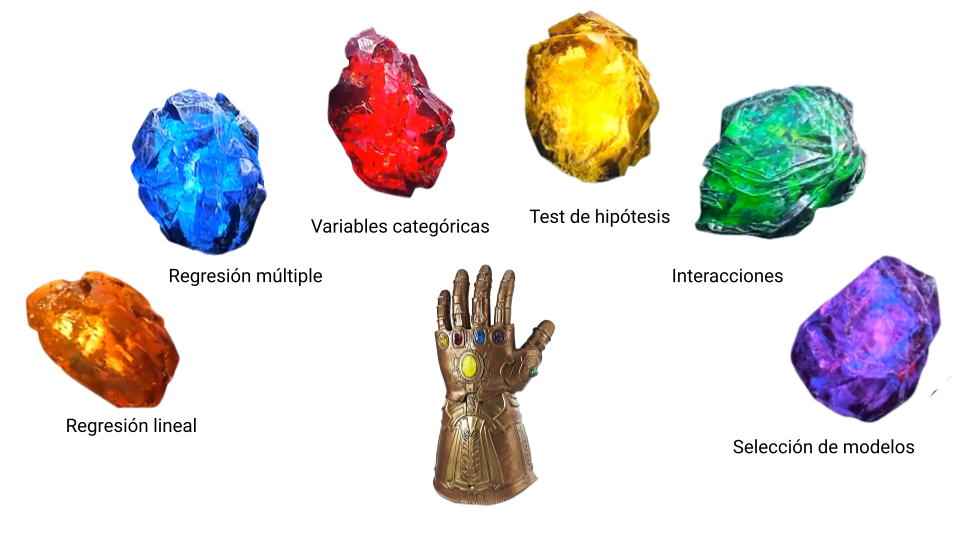 Regresión lineal
Regresión múltiple
Variables categóricas
Test de hipótesis
Interacciones
Selección de modelos